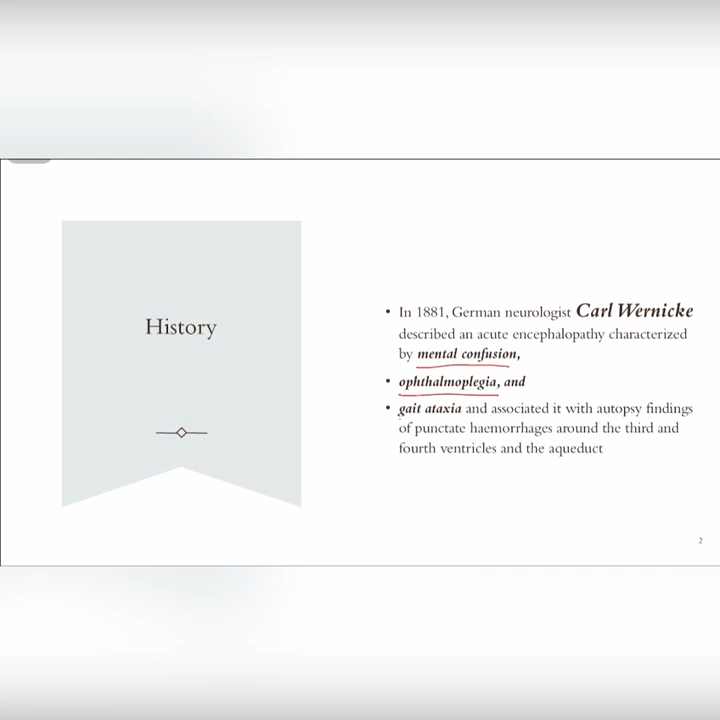 History
• In 1881, German neurologist Carl Wernicke
described an acute encephalopathy characterized
by mental confusion,
• ophthalmoplegia, and
• gait ataxia and associated it with autopsy findings
of punctate haemorrhages around the third and
fourth ventricles and the aqueduct
2